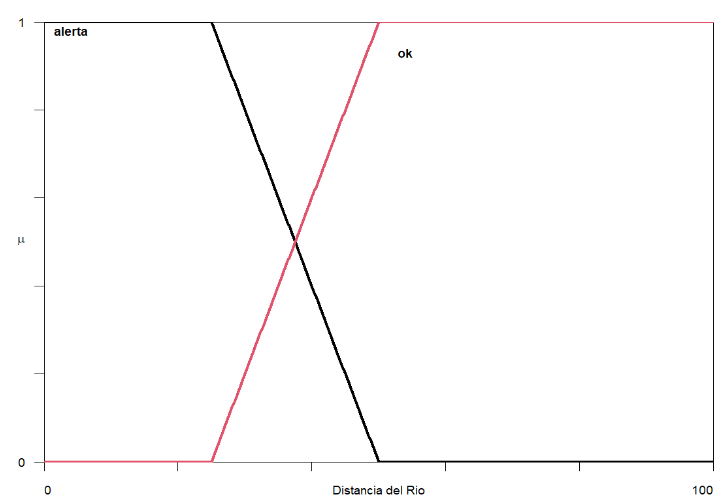 1
alerta
ok
μ
0
0
Distancia del Rio
100